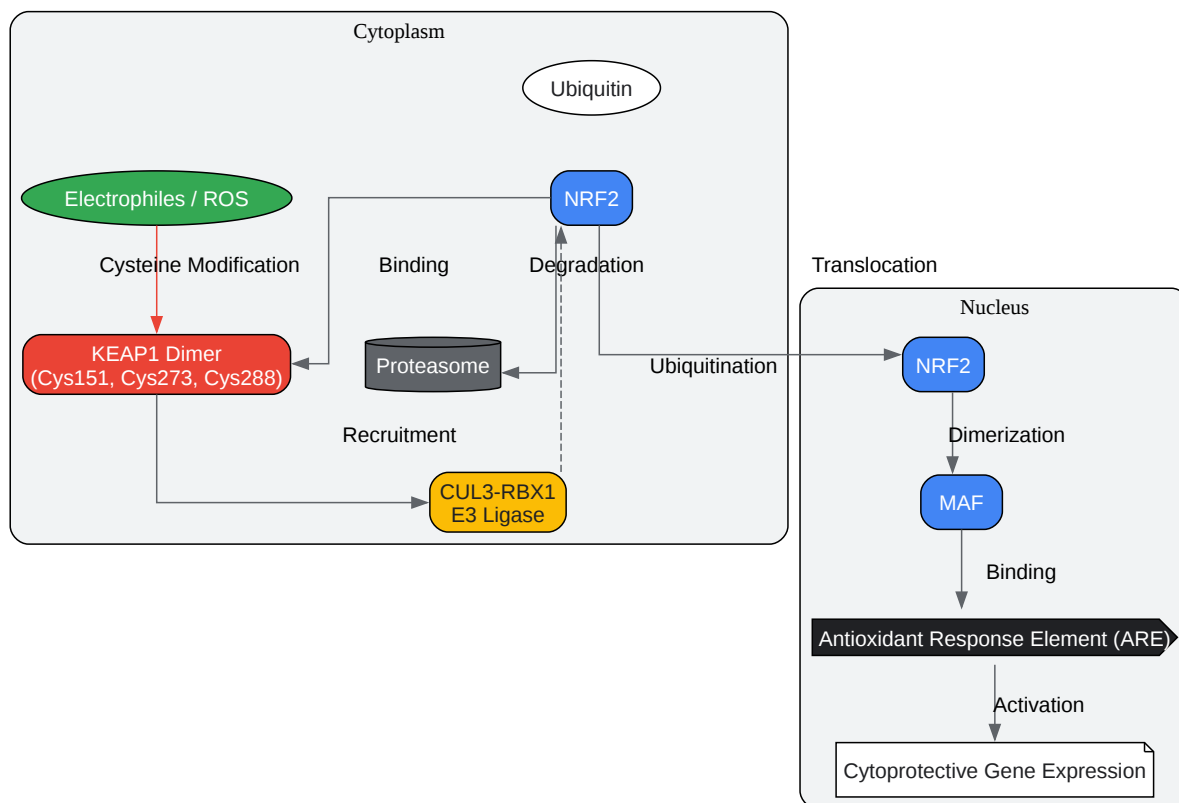 Cytoplasm
Ubiquitin
Electrophiles / ROS
NRF2
Cysteine Modification
Binding
Degradation
Translocation
Nucleus
KEAP1 Dimer
(Cys151, Cys273, Cys288)
Proteasome
Ubiquitination
NRF2
Recruitment
Dimerization
CUL3-RBX1
E3 Ligase
MAF
Binding
Antioxidant Response Element (ARE)
Activation
Cytoprotective Gene Expression